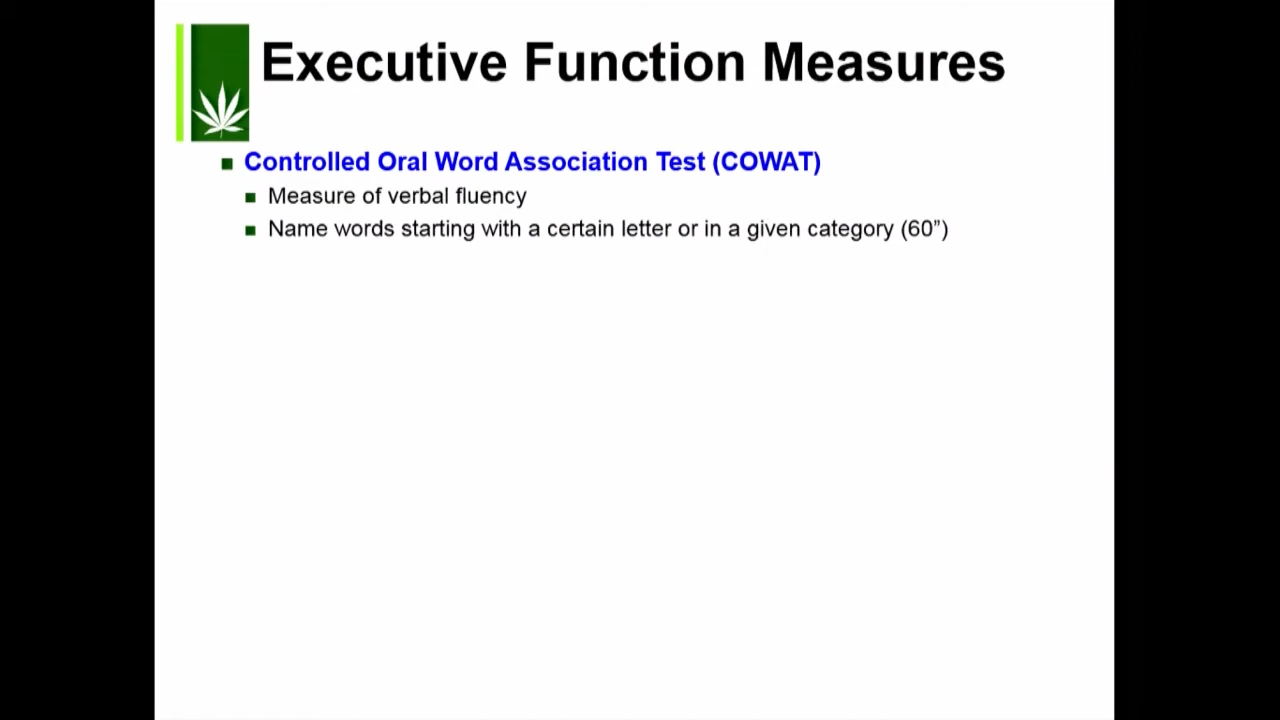 Executive Function Measures
Controlled Oral Word Association Test (COWAT)
Measure of verbal fluency
Name words starting with a certain letter or in a given category (60”)